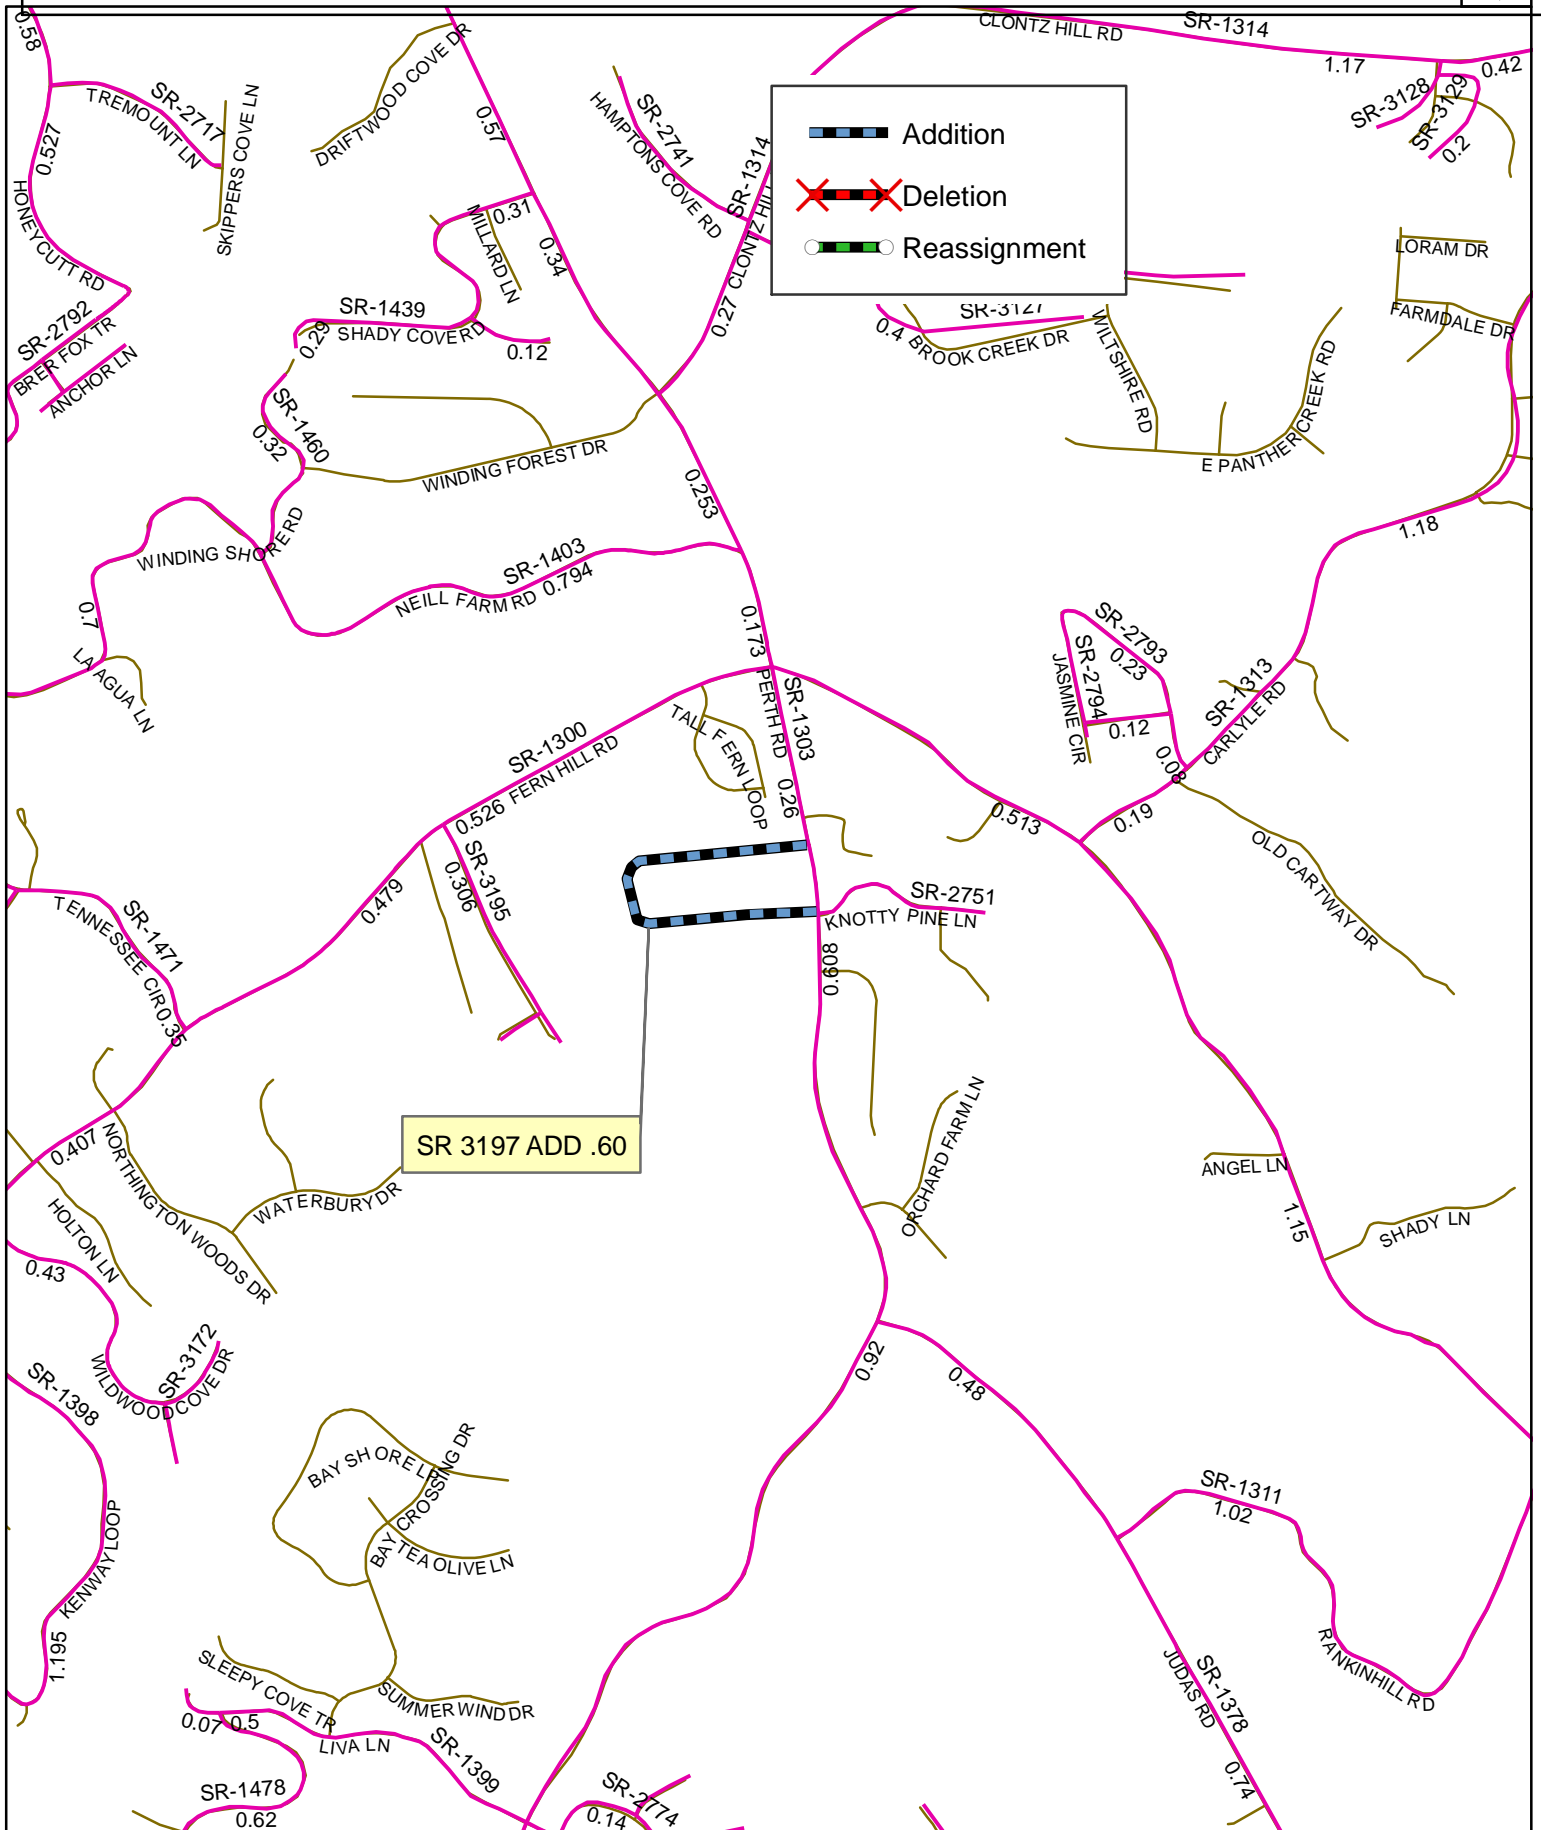 0.58
CLONTZ HILL RD
SR-1314
1.17
0.42
SR-3128
SR-3129
0.2
SR-2717
TREMOUNT LN
SKIPPERS COVE LN
DRIFTWOOD COVE DR
0.57
SR-2741
HAMPTONS COVE RD
SR-1314
CLONTZ HILL
0.27
Addition
Deletion
Reassignment
0.527
HONEYCUTT RD
0.31
MILLARD LN
0.34
LORAM DR
FARMDALE DR
SR-2792
BRER FOX TR
ANCHOR LN
SR-1439
SHADY COVE RD
0.29
0.12
SR-3127
0.4
BROOK CREEK DR
WILTSHIRE RD
E PANTHER CREEK RD
SR-1460
0.32
WINDING FOREST DR
0.253
1.18
WINDING SHORE RD
SR-1403
NEILL FARM RD 0.794
0.7
LA AGUA LN
0.173
SR-2793
0.23
SR-2794
JASMINE CIR
0.12
0.08
SR-1313
CARLYLE RD
SR-1300
0.526 FERN HILL RD
TALL FERN LOOP
PERTH RD
SR-1303
0.26
0.513
0.19
OLD CARTWAY DR
SR-3195
0.306
0.479
SR-2751
KNOTTY PINE LN
0.608
SR-1471
TENNESSEE CIR
0.35
SR 3197 ADD .60
0.407
NORTHINGTON WOODS DR
WATERBURY DR
HOLTON LN
0.43
ORCHARD FARM LN
ANGEL LN
1.15
SHADY LN
SR-3172
WILDWOOD COVE DR
SR-1398
0.92
0.48
BAY SHORE LP
BAY CROSSING DR
TEA OLIVE LN
SR-1311
1.02
KENWAY LOOP
1.195
SLEEPY COVE TR
SUMMER WIND DR
RANKINHILL RD
JUDAS RD
SR-1378
0.07
0.5
LIVA LN
SR-1399
SR-1478
0.62
SR-2774
0.14
0.74